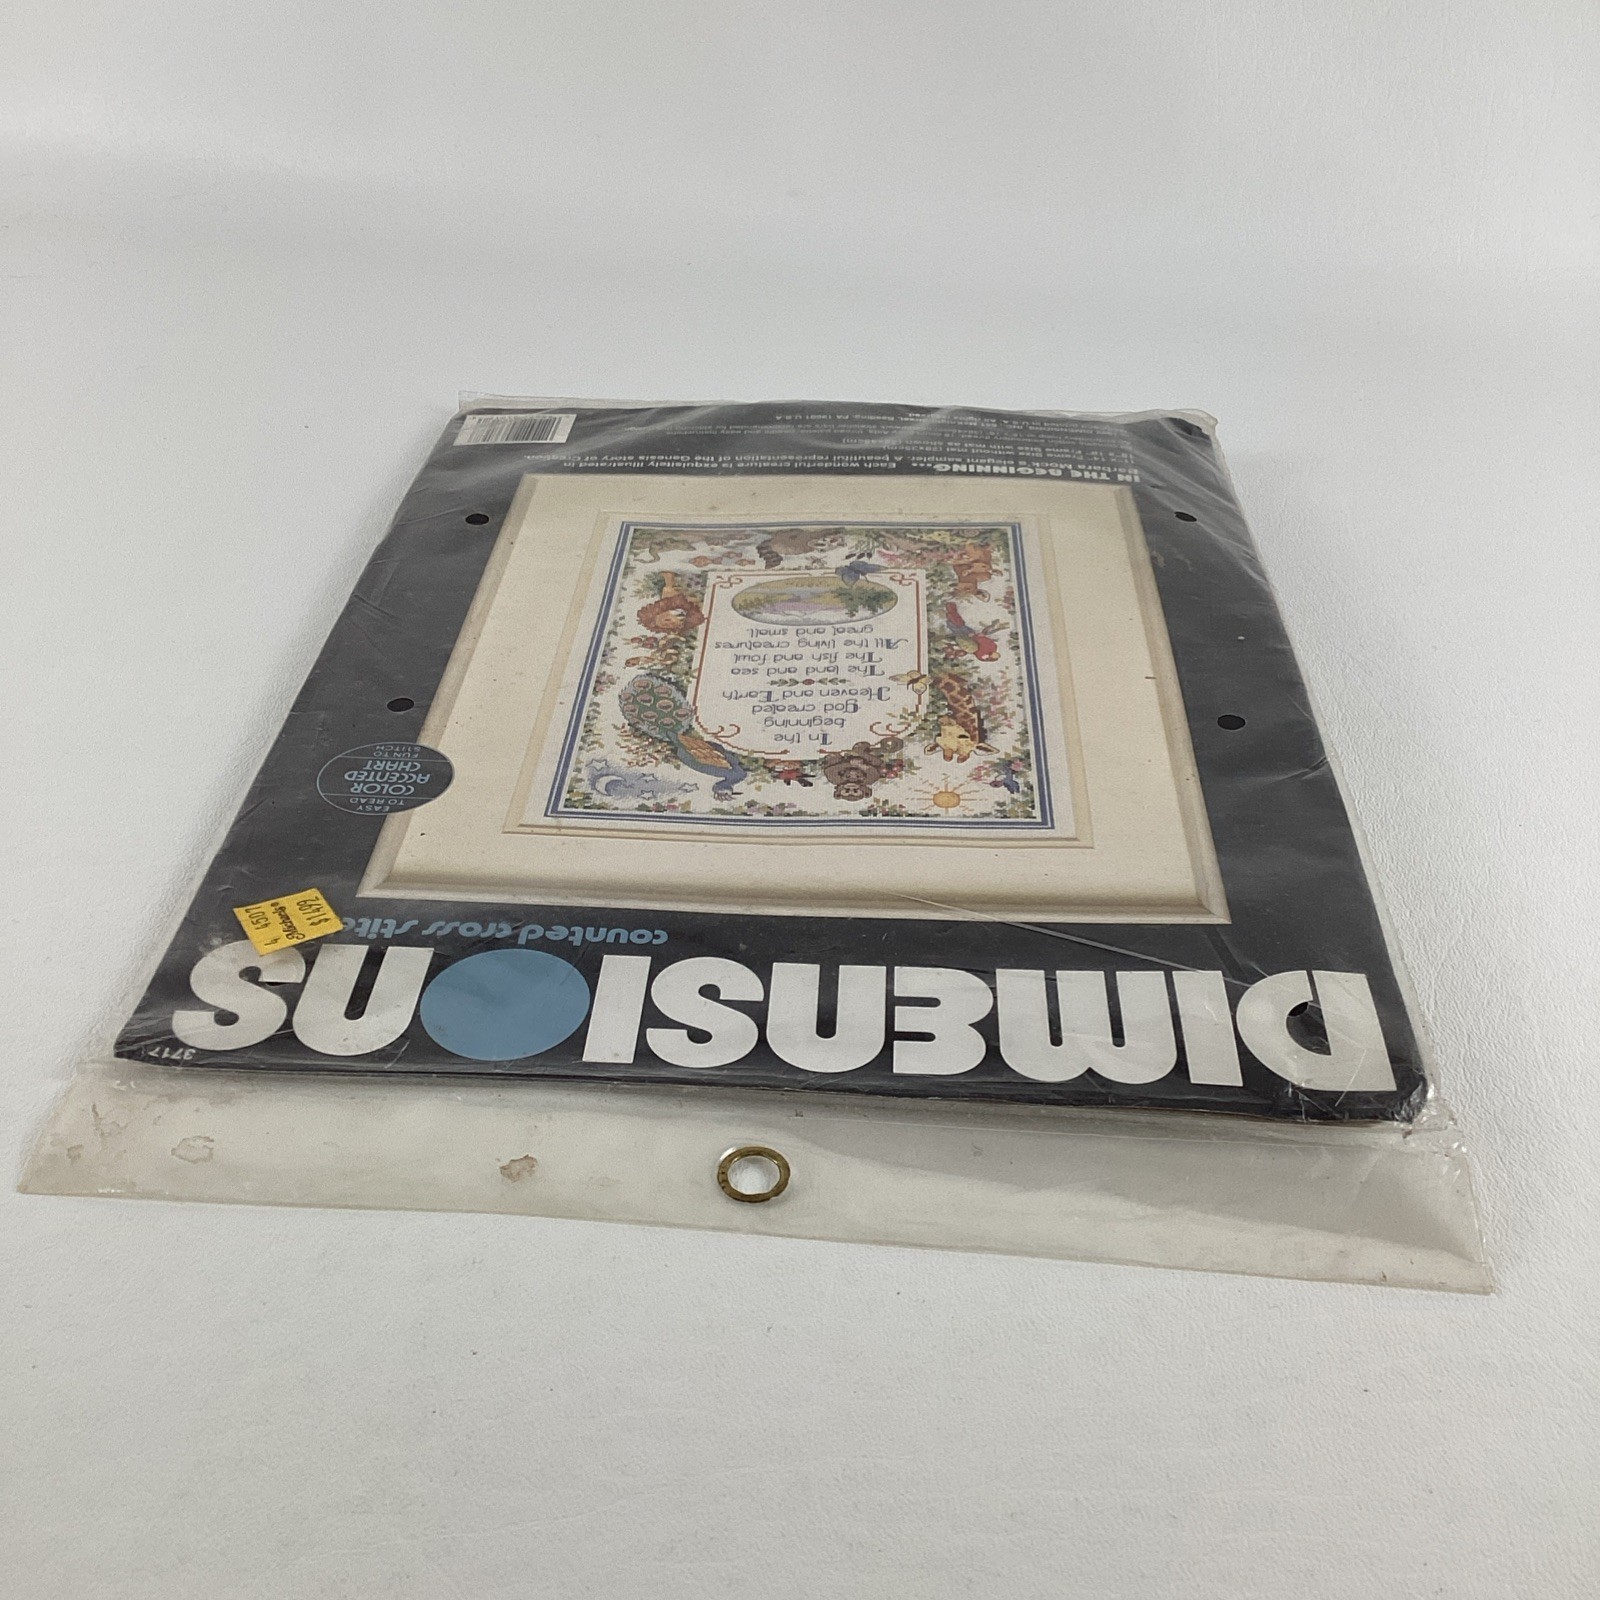 3717
DIMENSIONS
counted cross stitch
Michaels
$14.92
EASY
TO READ
COLOR
ACCENTED
CHART
FUN TO
STITCH
In the
beginning
God created
Heaven and Earth
The land and sea
The fish and fowl
All the living creatures
great and small.
IN THE BEGINNING...
Barbara Mock's elegant sampler. A beautiful representation of the Genesis story of Creation.
Each wonderful creature is exquisitely illustrated in